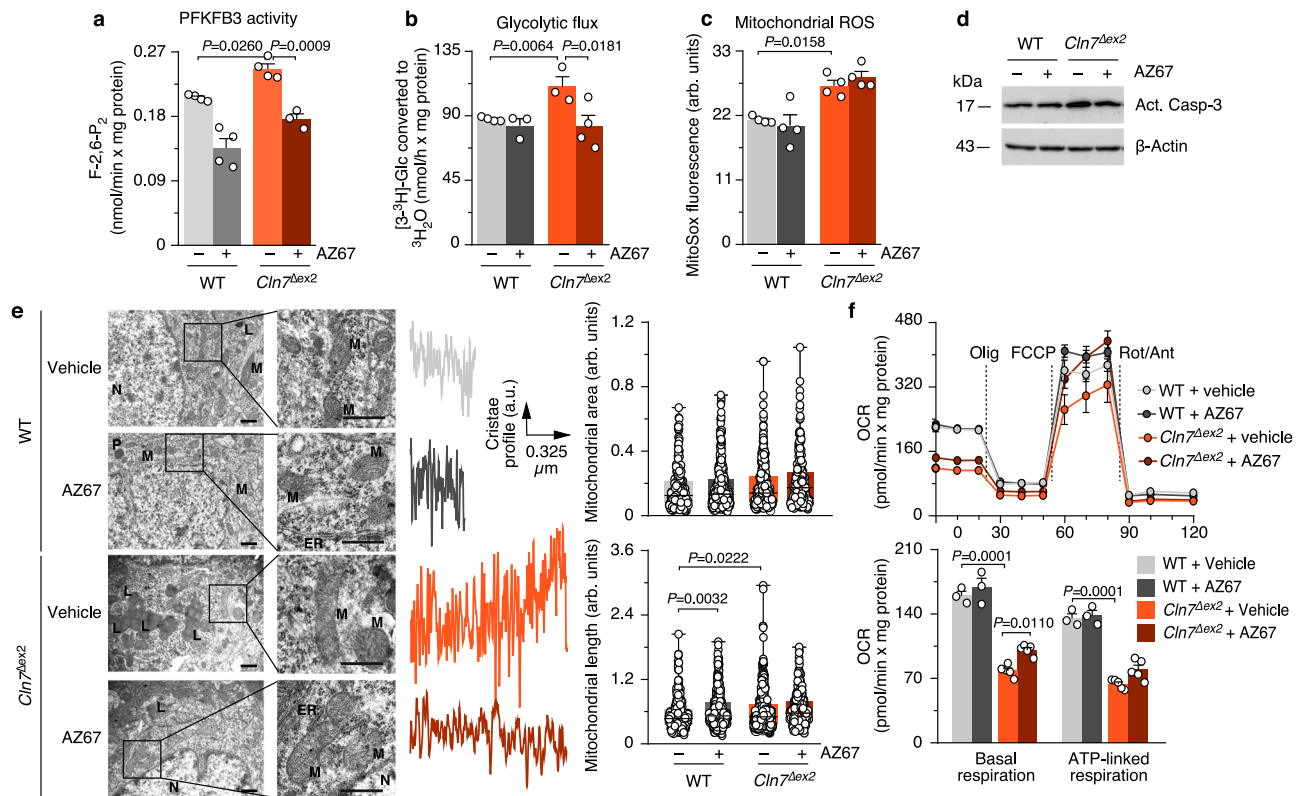 a
PFKFB3 activity
P=0.0260 P=0.0009
F-2,6-P2
(nmol/min x mg protein)
0.27
0.18
0.09
0
– + – + AZ67
WT Cln7Δex2
b
Glycolytic flux
P=0.0064 P=0.0181
[3-3H]-Glc converted to
3H2O (nmol/h x mg protein)
135
90
45
0
– + – + AZ67
WT Cln7Δex2
c
Mitochondrial ROS
P=0.0158
MitoSox fluorescence (arb. units)
33
22
11
0
– + – + AZ67
WT Cln7Δex2
d
WT Cln7Δex2
kDa – + – + AZ67
17 Act. Casp-3
43 β-Actin
e
WT
Vehicle
N L M
M M
AZ67
P M M
M ER
Cln7Δex2
Vehicle
L L L L
M M
AZ67
L N
ER M M N
Cristae
profile (a.u.)
0.325
µm
Mitochondrial area (arb. units)
1.2
0.8
0.4
0
Mitochondrial length (arb. units)
3.6
2.4
1.2
0.6
0
P=0.0222
P=0.0032
– + – + AZ67
WT Cln7Δex2
f
OCR
(pmol/min x mg protein)
480
320
160
0
Olig FCCP Rot/Ant
WT + vehicle
WT + AZ67
Cln7Δex2 + vehicle
Cln7Δex2 + AZ67
0 30 60 90 120
OCR
(pmol/min x mg protein)
210
140
70
0
P=0.0001
P=0.0110
P=0.0001
WT + Vehicle
WT + AZ67
Cln7Δex2 + Vehicle
Cln7Δex2 + AZ67
Basal
respiration
ATP-linked
respiration